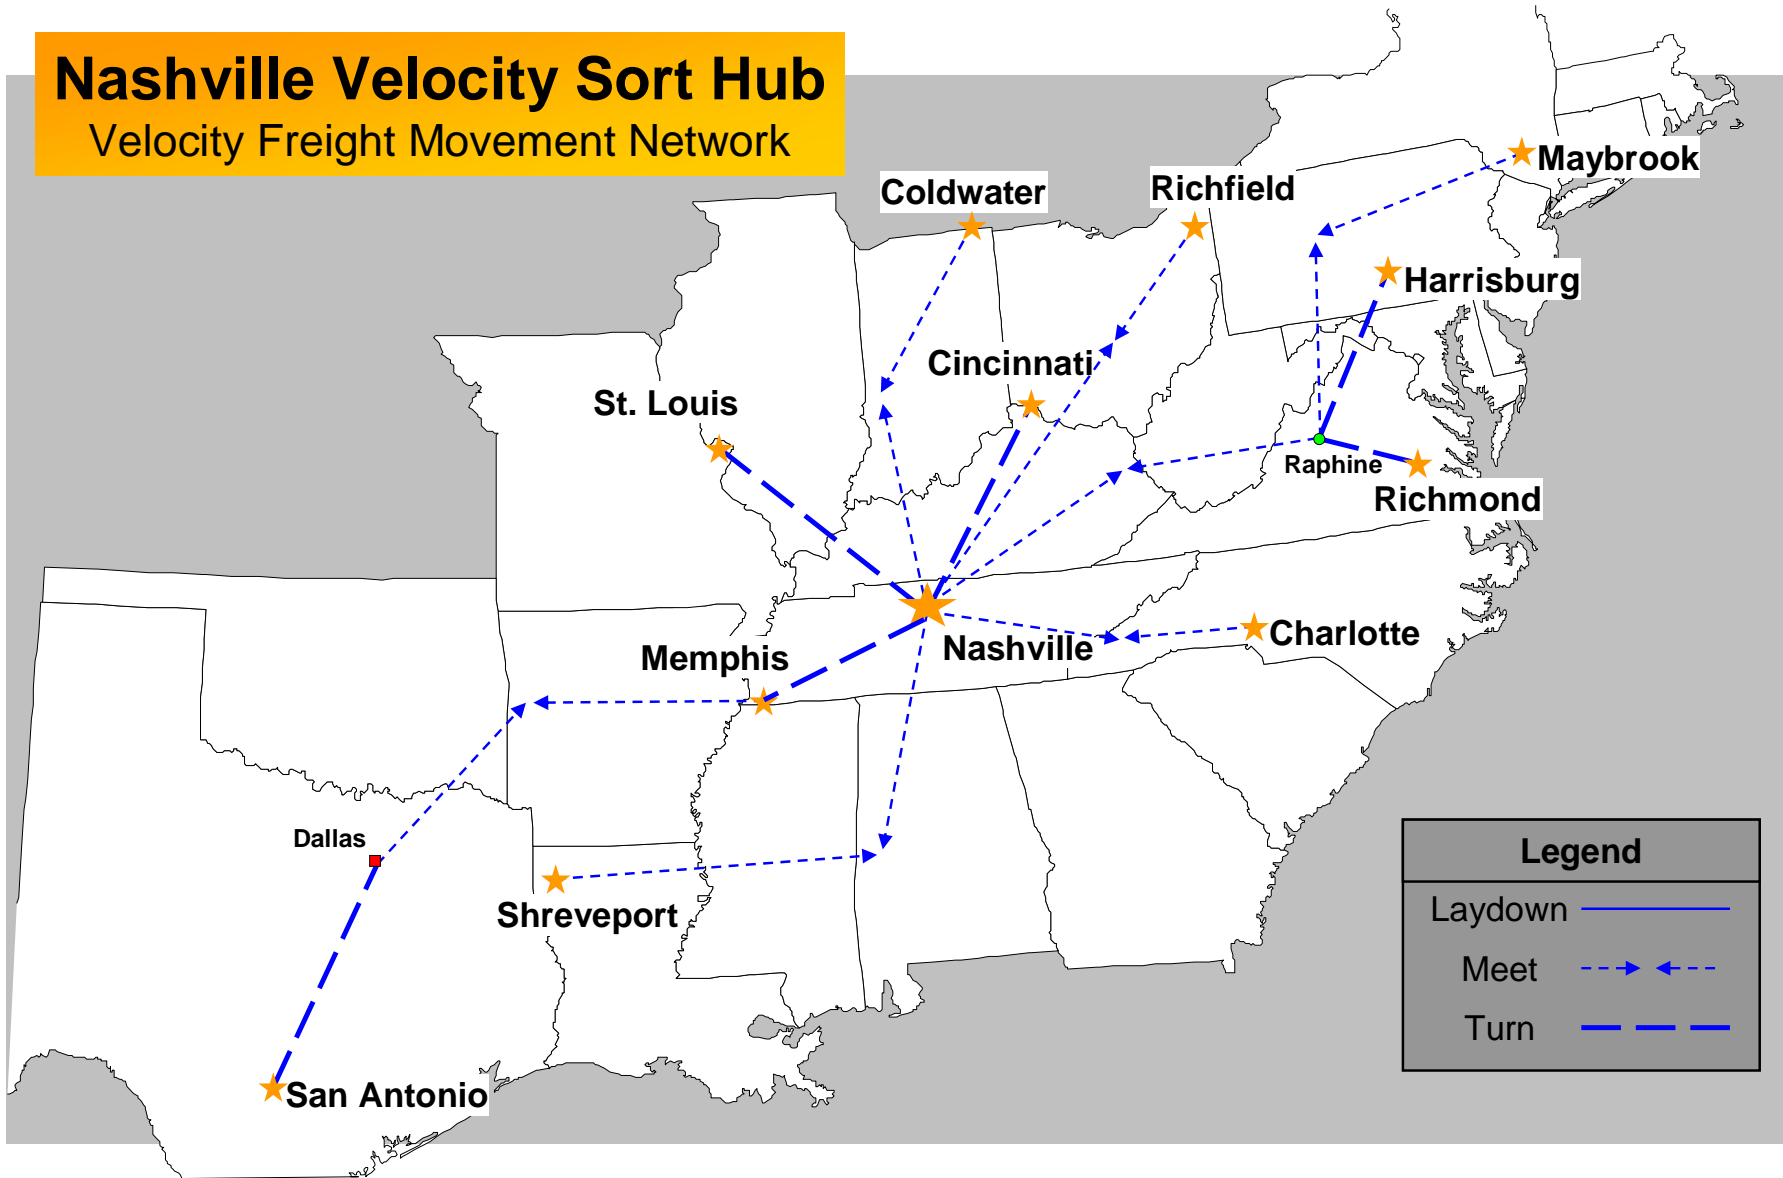 Nashville Velocity Sort Hub
Velocity Freight Movement Network
Maybrook
Coldwater
Richfield
Harrisburg
Cincinnati
St. Louis
Raphine
Richmond
Nashville
Charlotte
Memphis
Dallas
Shreveport
San Antonio
Legend
Laydown
Meet
Turn